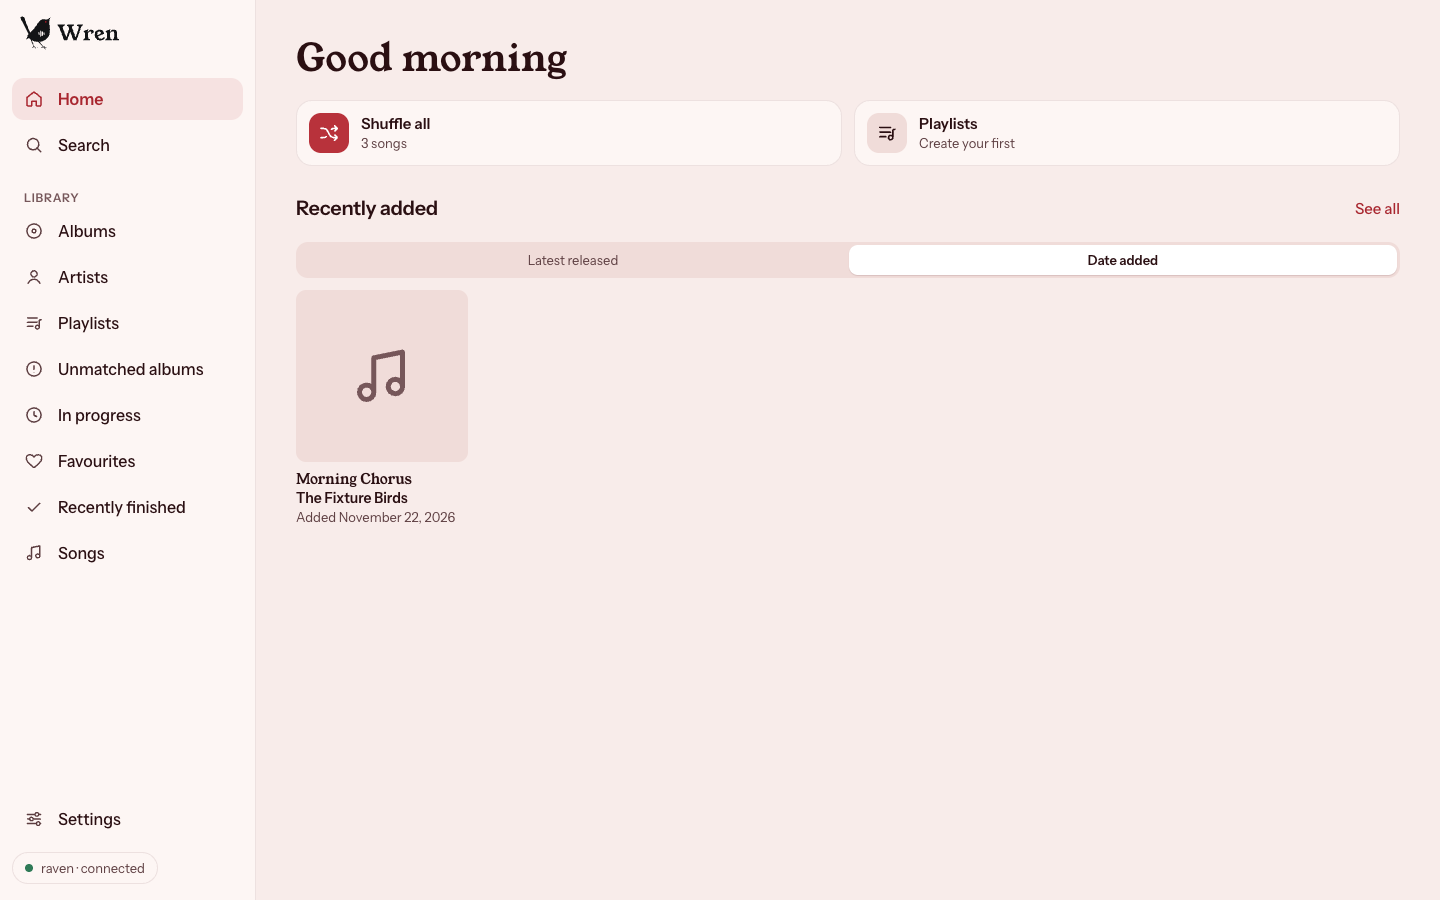 Wren
Home
Search
LIBRARY
Albums
Artists
Playlists
Unmatched albums
In progress
Favourites
Recently finished
Songs
Settings
raven · connected
Good morning
Shuffle all
3 songs
Playlists
Create your first
Recently added
See all
Latest released
Date added
Morning Chorus
The Fixture Birds
Added November 22, 2026